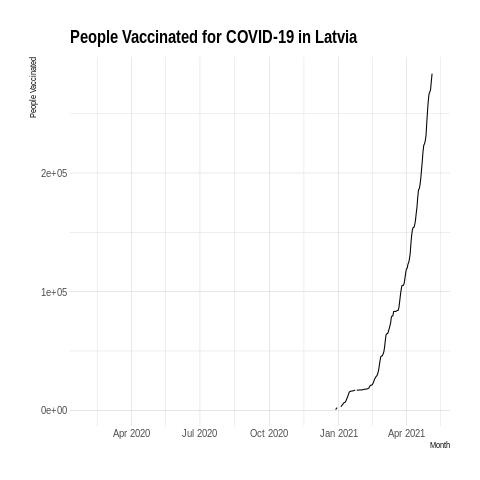 People Vaccinated for COVID-19 in Latvia
People Vaccinated
2e+05
1e+05
0e+00
Apr 2020 Jul 2020 Oct 2020 Jan 2021 Apr 2021
Month